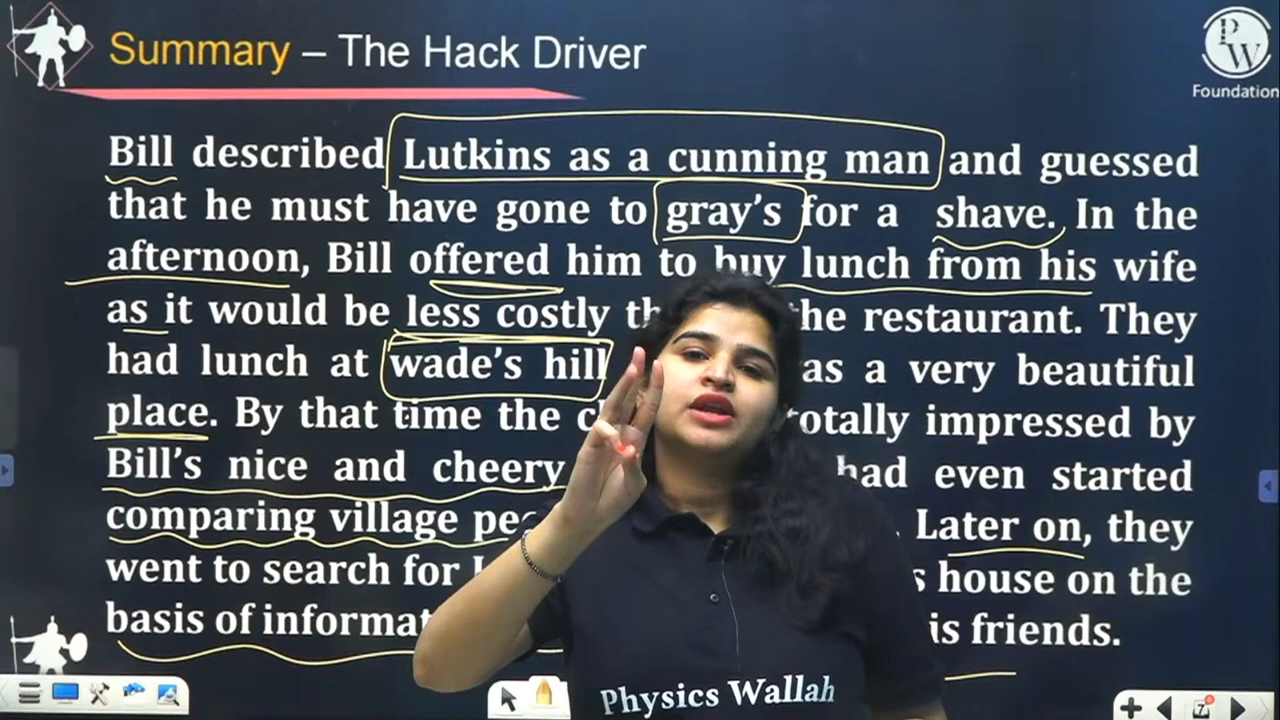 Summary – The Hack Driver
PW
Foundation
Bill described Lutkins as a cunning man and guessed
that he must have gone to gray's for a shave. In the
afternoon, Bill offered him to buy lunch from his wife
as it would be less costly the restaurant. They
had lunch at wade's hill as a very beautiful
place. By that time the totally impressed by
Bill's nice and cheery had even started
comparing village Later on, they
went to search for house on the
basis of is friends.
Physics Wallah
7